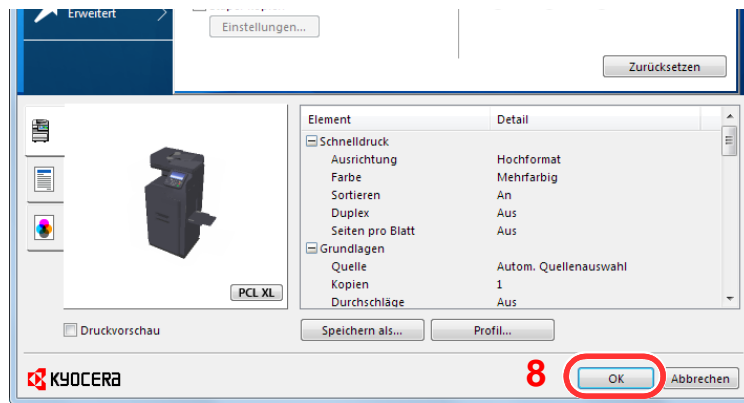 Erweitert
Einstellungen...
Zurücksetzen
Element Detail
Schnelldruck
Ausrichtung Hochformat
Farbe Mehrfarbig
Sortieren An
Duplex Aus
Seiten pro Blatt Aus
Grundlagen
Quelle Autom. Quellenauswahl
Kopien 1
Durchschläge Aus
PCL XL
Druckvorschau Speichern als... Profil...
KYOCERA 8 OK Abbrechen